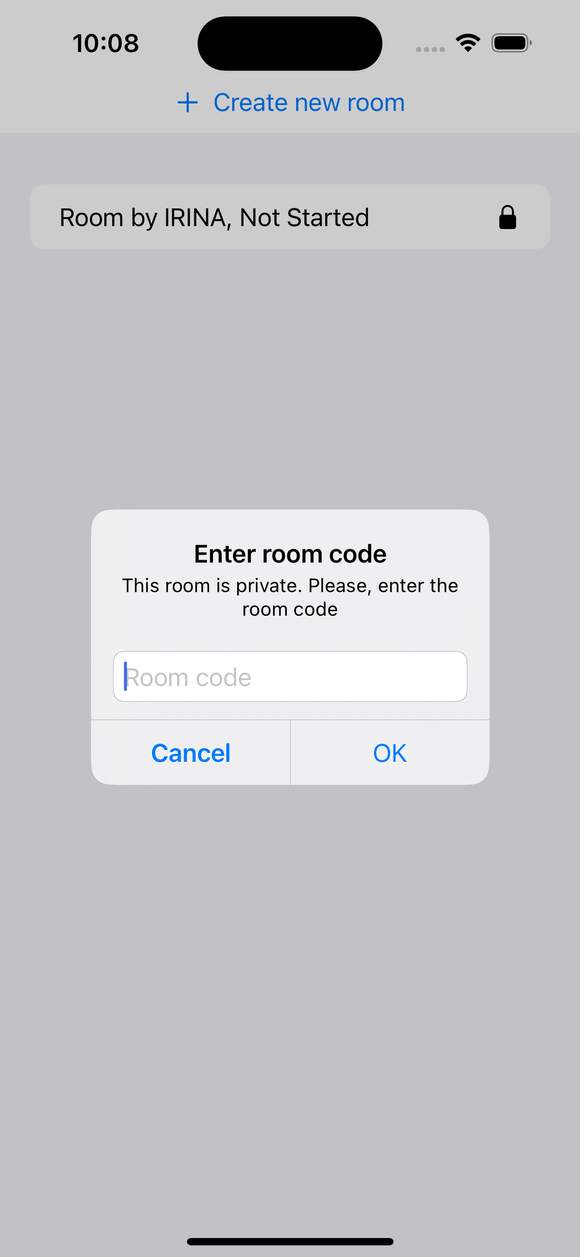 10:08
Create new room
Room by IRINA, Not Started
Enter room code
This room is private. Please, enter the
room code
Room code
Cancel
OK